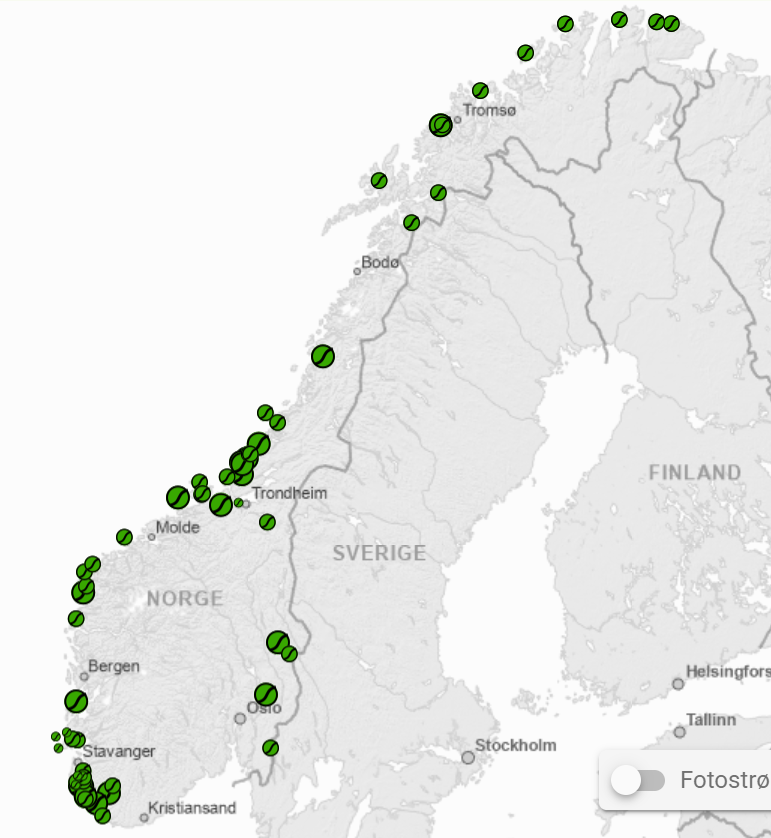 Tromsø
Bodø
FINLAND
Trondheim
Molde
SVERIGE
NORGE
Bergen
Helsingfors
Oslo
Tallinn
Stockholm
Stavanger
Fotostrø
Kristiansand